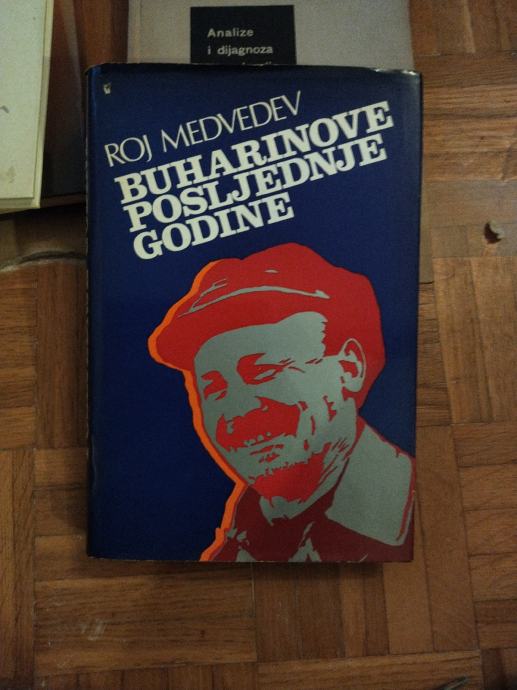 Analize
i dijagnoza
ROJ MEDVEDEV
BUHARINOVE
POSLJEDNJE
GODINE